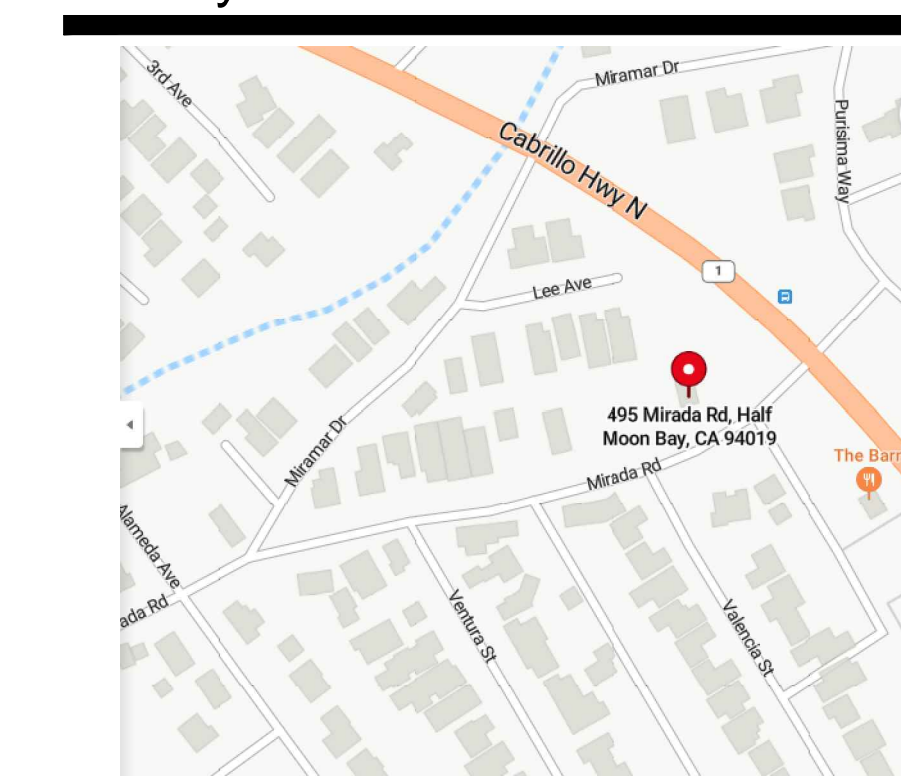 3rd Ave
Miramar Dr
Purisima Way
Cabrillo Hwy N
1
Lee Ave
495 Mirada Rd, Half
Moon Bay, CA 94019
Miramar Dr
The Barr
Mirada Rd
Alameda Ave
ada Rd
Ventura St
Valencia St